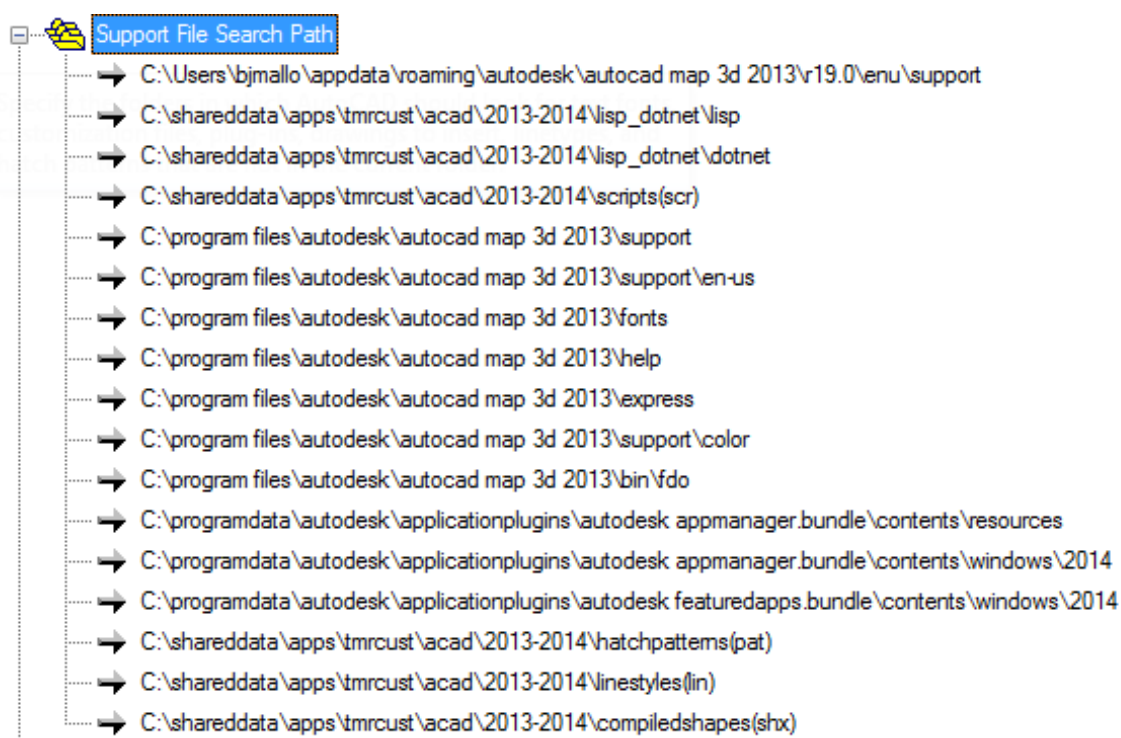 Support File Search Path
C:\Users\bjmallo\appdata\roaming\autodesk\autocad map 3d 2013\r19.0\enu\support
C:\shareddata\apps\tmrcust\acad\2013-2014\lisp_dotnet\lisp
C:\shareddata\apps\tmrcust\acad\2013-2014\lisp_dotnet\dotnet
C:\shareddata\apps\tmrcust\acad\2013-2014\scripts(scr)
C:\program files\autodesk\autocad map 3d 2013\support
C:\program files\autodesk\autocad map 3d 2013\support\en-us
C:\program files\autodesk\autocad map 3d 2013\fonts
C:\program files\autodesk\autocad map 3d 2013\help
C:\program files\autodesk\autocad map 3d 2013\express
C:\program files\autodesk\autocad map 3d 2013\support\color
C:\program files\autodesk\autocad map 3d 2013\bin\fdo
C:\programdata\autodesk\applicationplugins\autodesk appmanager.bundle\contents\resources
C:\programdata\autodesk\applicationplugins\autodesk appmanager.bundle\contents\windows\2014
C:\programdata\autodesk\applicationplugins\autodesk featuredapps.bundle\contents\windows\2014
C:\shareddata\apps\tmrcust\acad\2013-2014\hatchpatterns(pat)
C:\shareddata\apps\tmrcust\acad\2013-2014\linestyles(lin)
C:\shareddata\apps\tmrcust\acad\2013-2014\compiledshapes(shx)